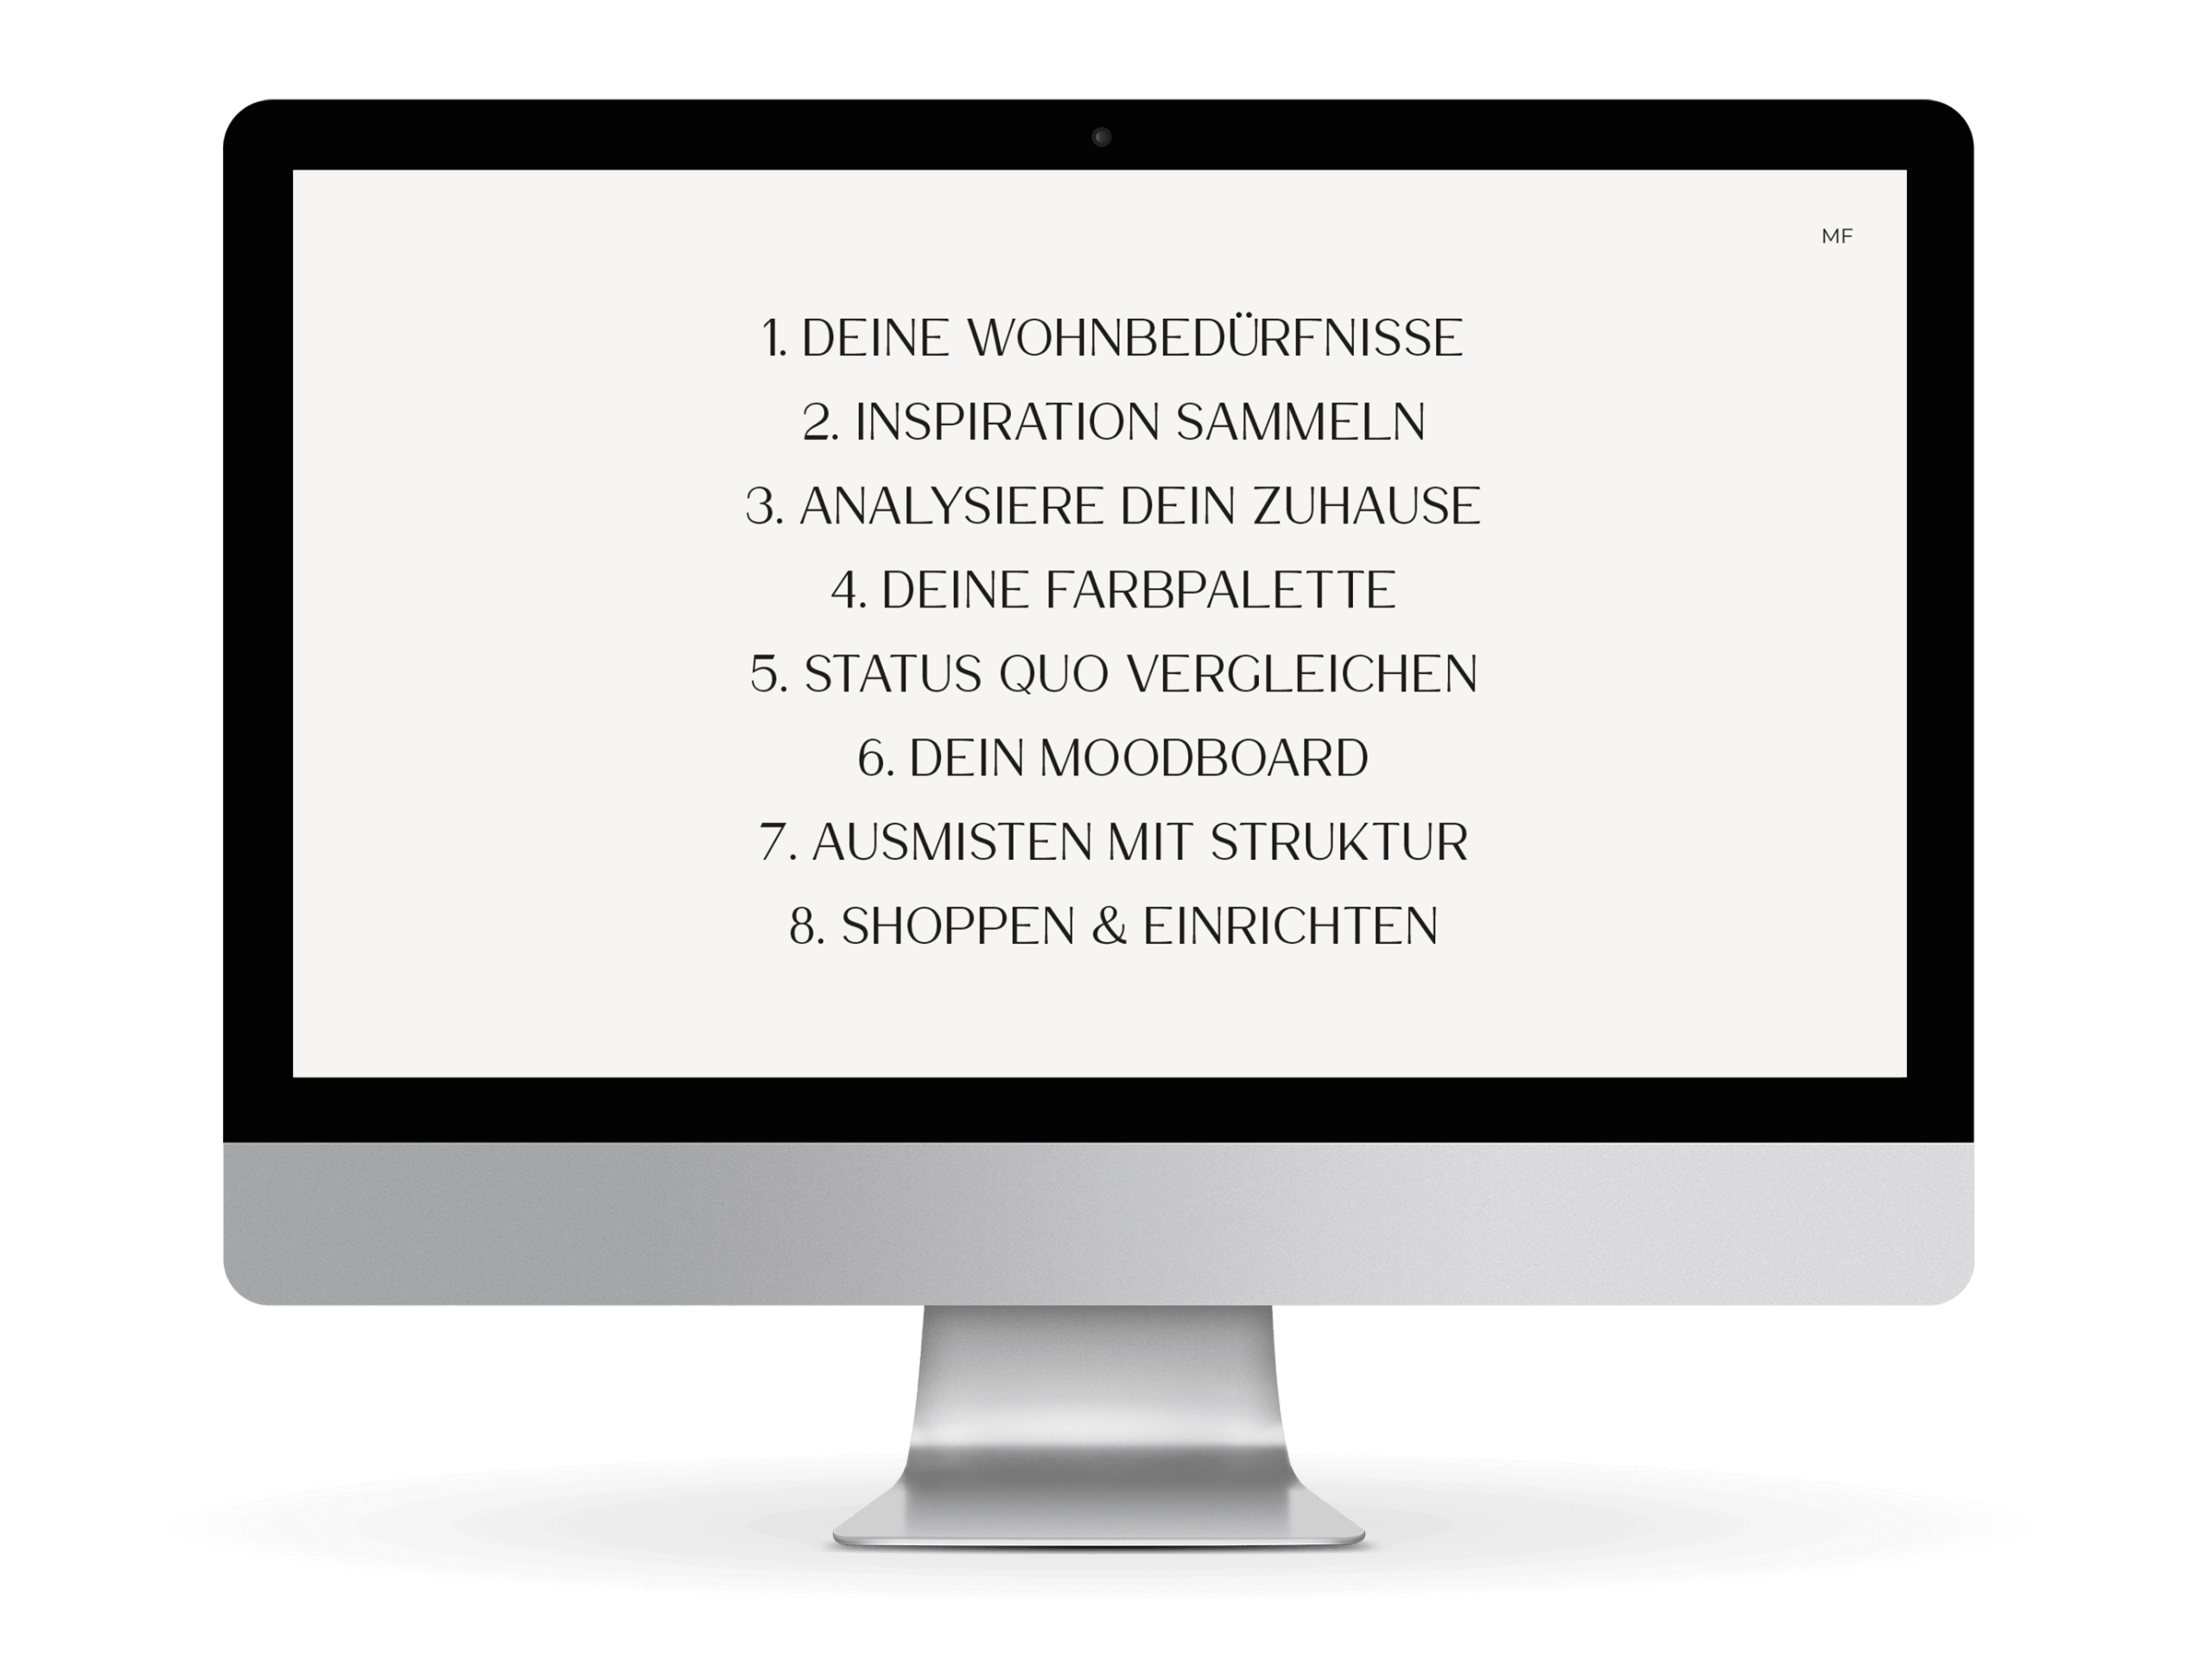 MF
1. DEINE WOHNBEDÜRFNISSE
2. INSPIRATION SAMMELN
3. ANALYSIERE DEIN ZUHAUSE
4. DEINE FARBPALETTE
5. STATUS QUO VERGLEICHEN
6. DEIN MOODBOARD
7. AUSMISTEN MIT STRUKTUR
8. SHOPPEN & EINRICHTEN